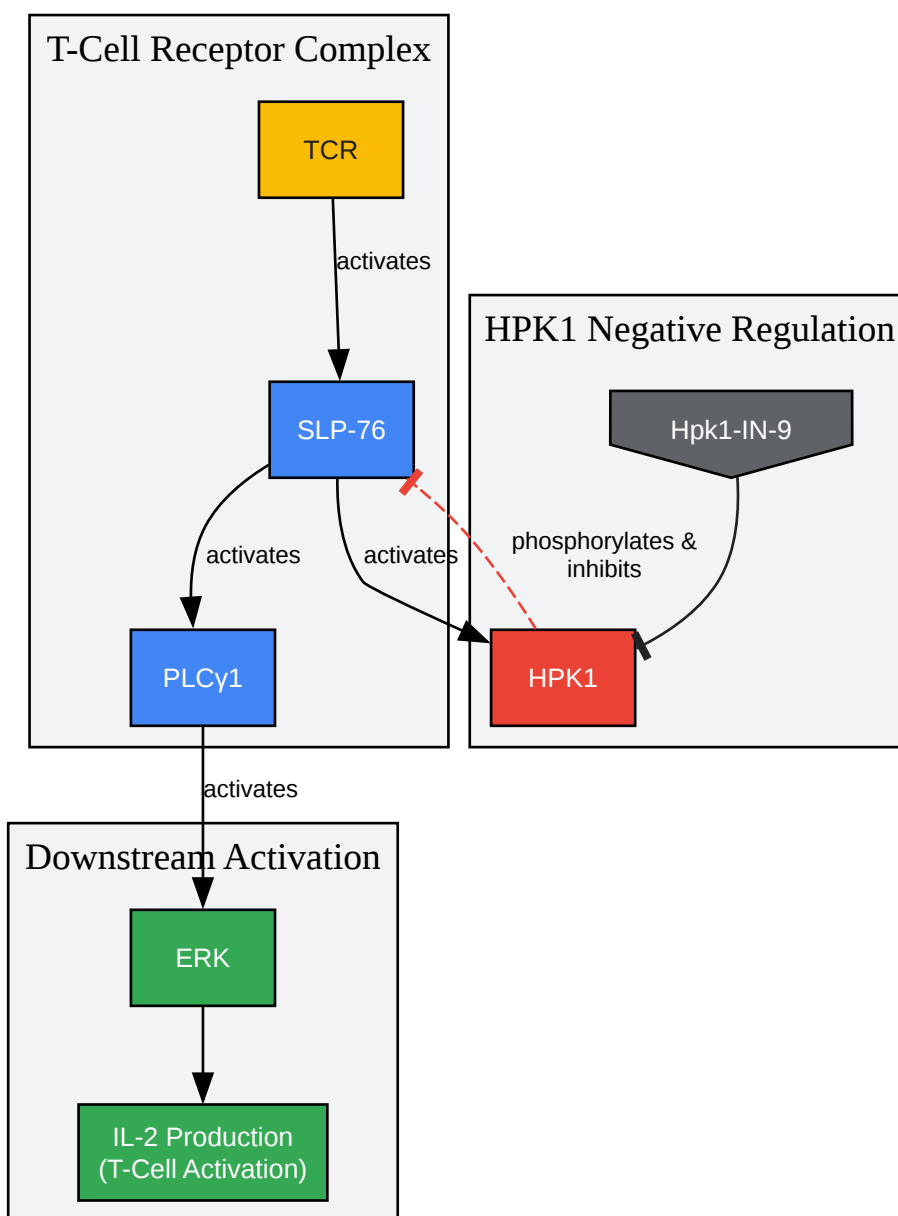 T-Cell Receptor Complex
TCR
activates
HPK1 Negative Regulation
SLP-76
Hpk1-IN-9
activates
activates
phosphorylates &
inhibits
PLCγ1
HPK1
activates
Downstream Activation
ERK
IL-2 Production
(T-Cell Activation)